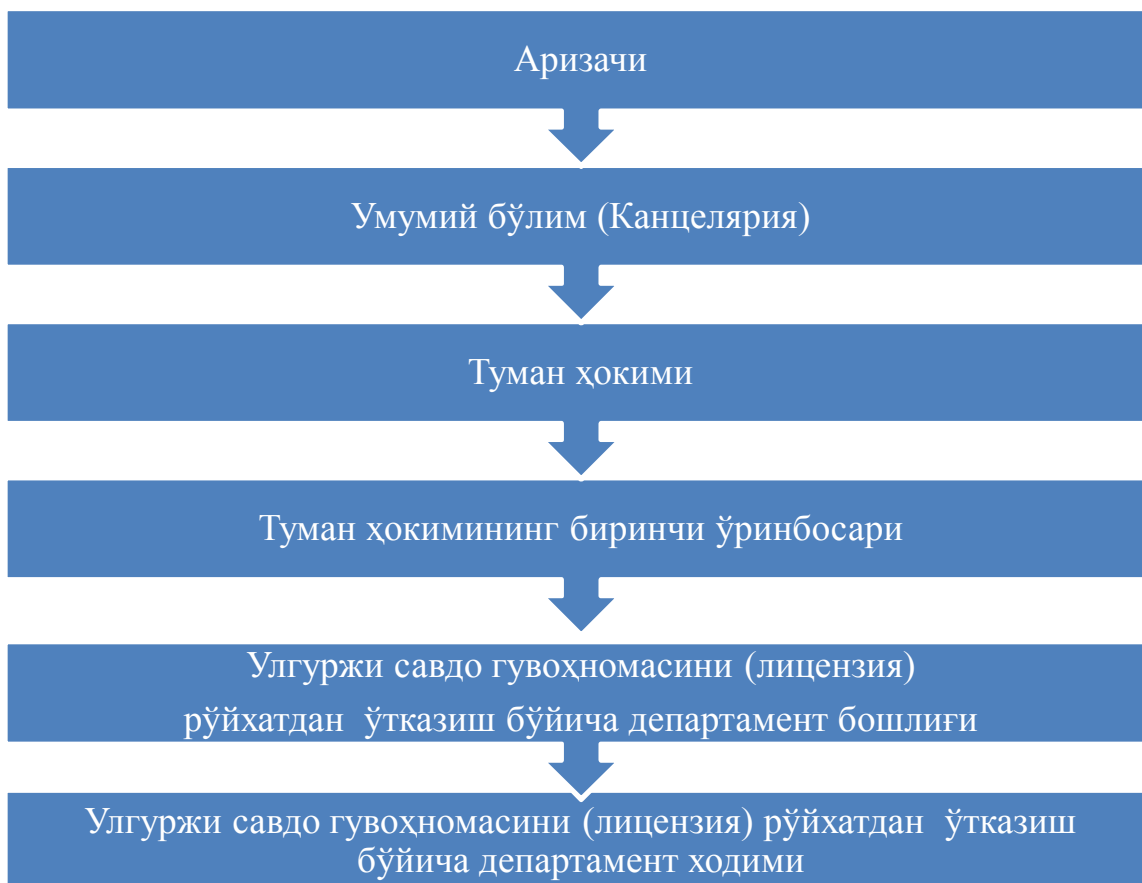 Аризачи
Умумий бўлим (Канцелярия)
Туман ҳокими
Туман ҳокимининг биринчи ўринбосари
Улгуржи савдо гувоҳномасини (лицензия)
рўйхатдан ўтказиш бўйича департамент бошлиғи
Улгуржи савдо гувоҳномасини (лицензия) рўйхатдан ўтказиш
бўйича департамент ходими